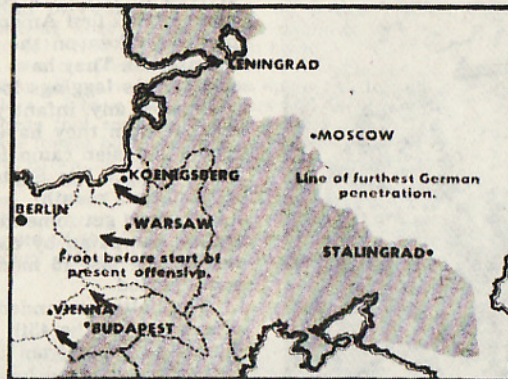 LENINGRAD
MOSCOW
KOENIGSBERG
Line of furthest German
penetration.
BERLIN
WARSAW
Front before start of
present offensive.
STALINGRAD
VIENNA
BUDAPEST